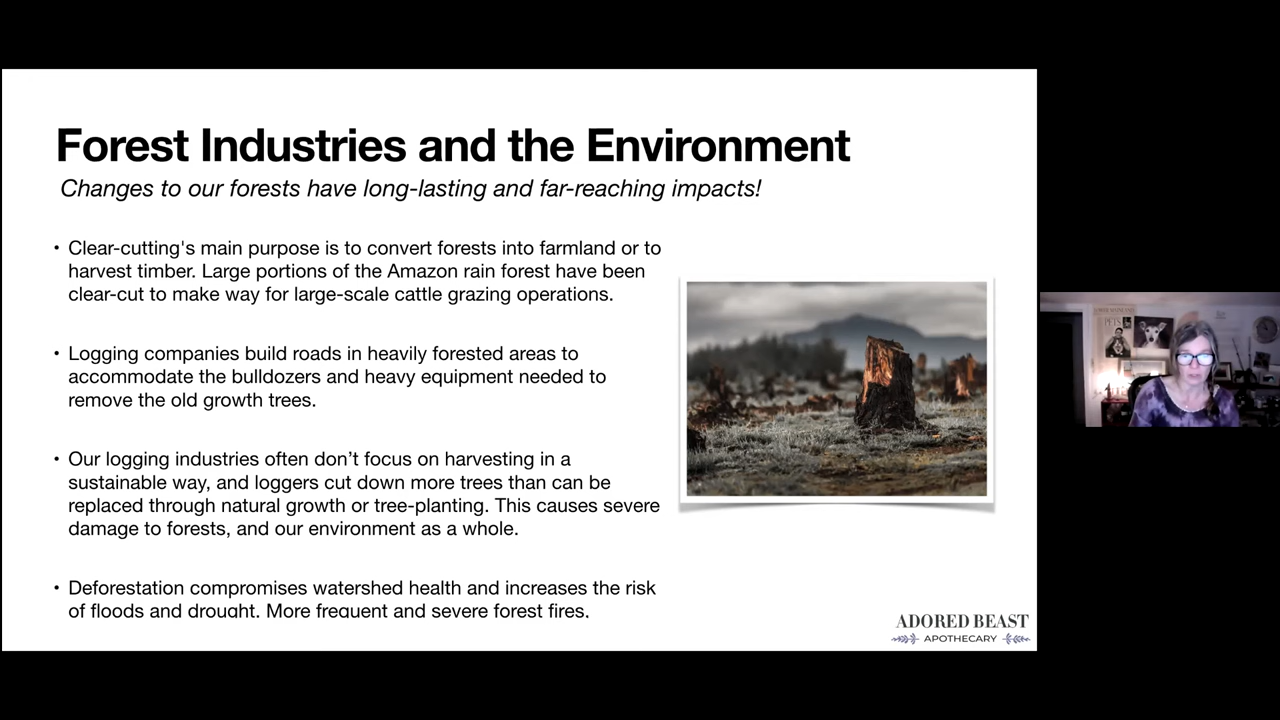 Forest Industries and the Environment
Changes to our forests have long-lasting and far-reaching impacts!
• Clear-cutting's main purpose is to convert forests into farmland or to
harvest timber. Large portions of the Amazon rain forest have been
clear-cut to make way for large-scale cattle grazing operations.
• Logging companies build roads in heavily forested areas to
accommodate the bulldozers and heavy equipment needed to
remove the old growth trees.
• Our logging industries often don’t focus on harvesting in a
sustainable way, and loggers cut down more trees than can be
replaced through natural growth or tree-planting. This causes severe
damage to forests, and our environment as a whole.
• Deforestation compromises watershed health and increases the risk
of floods and drought. More frequent and severe forest fires.
ADORED BEAST
APOTHECARY
PETS